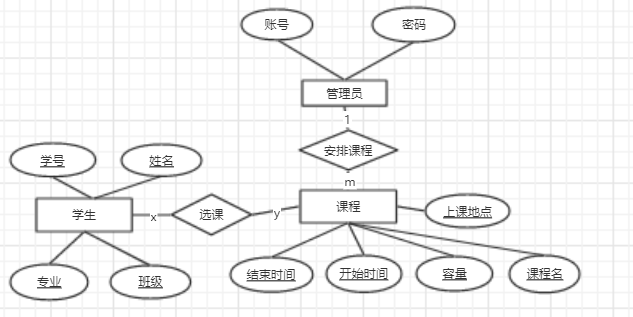 账号
密码
管理员
1
安排课程
学号
姓名
m
学生
x
选课
y
课程
上课地点
专业
班级
结束时间
开始时间
容量
课程名